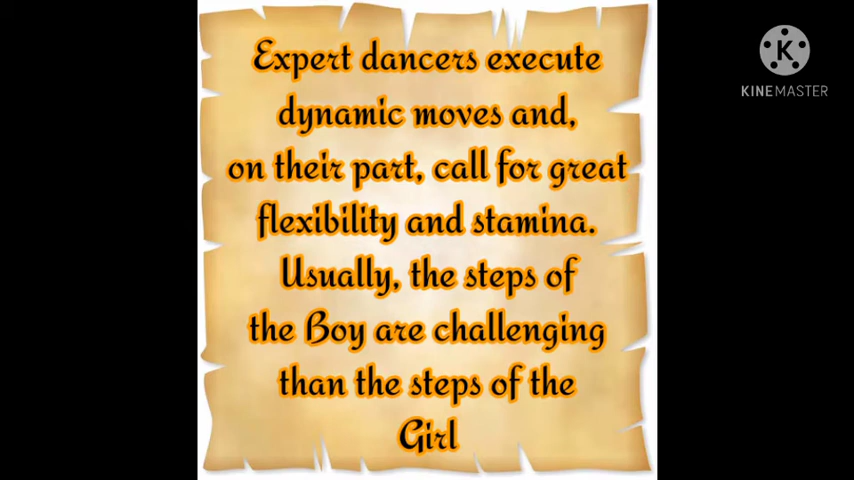 Expert dancers execute
dynamic moves and,
on their part, call for great
flexibility and stamina.
Usually, the steps of
the Boy are challenging
than the steps of the
Girl
K
KINEMASTER